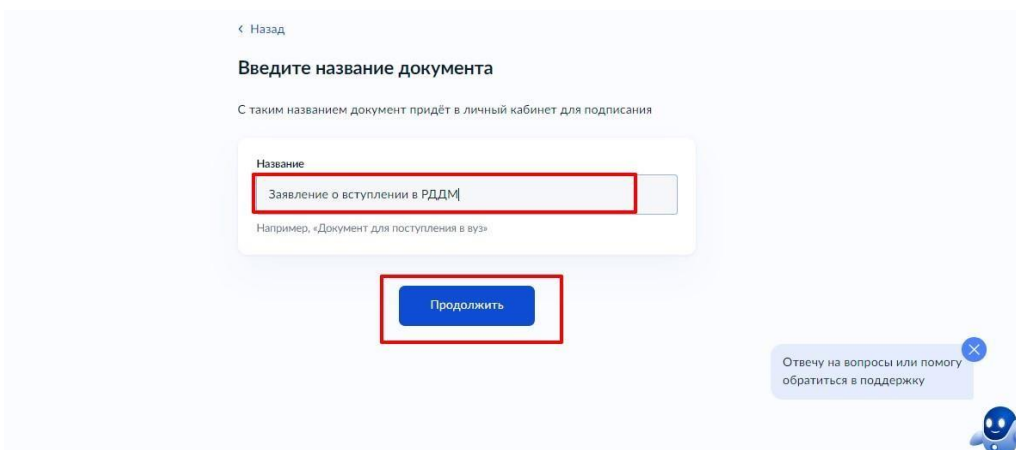 Назад
Введите название документа
С таким названием документ придёт в личный кабинет для подписания
Название
Заявление о вступлении в РДДМ
Например, «Документ для поступления в вуз»
Продолжить
Отвечу на вопросы или помогу
обратиться в поддержку